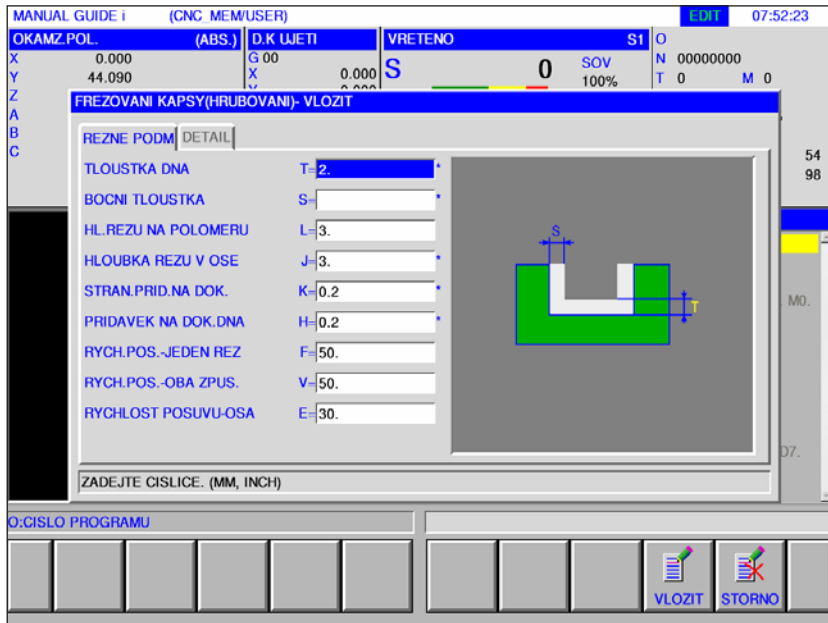 MANUAL GUIDE i (CNC_MEM/USER) EDIT 07:52:23
OKAMZ.POL. (ABS.) D.K UJETI VRETENO S1 O
X 0.000 G 00 S 0 SOV N 00000000
Y 44.090 X 0.000 100% T 0 M 0
Z
A
B
C
54
98
FREZOVANI KAPSY(HRUBOVANI)- VLOZIT
REZNE PODM DETAIL
TLOUSTKA DNA T=2. *
BOCNI TLOUSTKA S= *
HL.REZU NA POLOMERU L=3.
HLOUBKA REZU V OSE J=3. *
STRAN.PRID.NA DOK. K=0.2 *
PRIDAVEK NA DOK.DNA H=0.2 *
RYCH.POS.-JEDEN REZ F=50.
RYCH.POS.-OBA ZPUS. V=50.
RYCHLOST POSUVU-OSA E=30.
S
T
M0.
D7.
ZADEJTE CISLICE. (MM, INCH)
O:CISLO PROGRAMU
VLOZIT STORNO